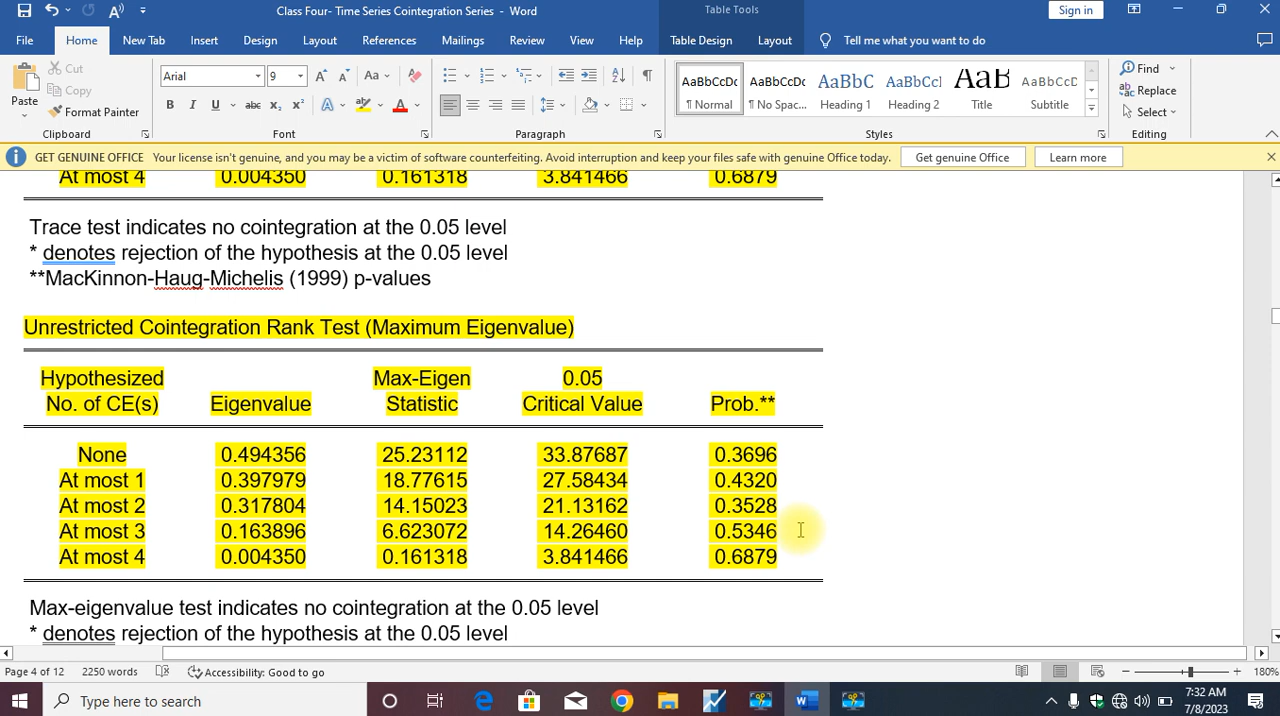 Class Four- Time Series Cointegration Series - Word
Table Tools
Sign in
File Home New Tab Insert Design Layout References Mailings Review View Help Table Design Layout Tell me what you want to do
Paste
Cut
Copy
Format Painter
Arial 9
AaBbCcDc AaBbCcDc AaBbC AaBbCcl AaB AaBbCcD
¶ Normal ¶ No Spac... Heading 1 Heading 2 Title Subtitle
Find
Replace
Select
Clipboard Font Paragraph Styles Editing
GET GENUINE OFFICE Your license isn't genuine, and you may be a victim of software counterfeiting. Avoid interruption and keep your files safe with genuine Office today. Get genuine Office Learn more
At most 4 0.004350 0.161318 3.841466 0.6879
Trace test indicates no cointegration at the 0.05 level
* denotes rejection of the hypothesis at the 0.05 level
**MacKinnon-Haug-Michelis (1999) p-values
Unrestricted Cointegration Rank Test (Maximum Eigenvalue)
Hypothesized Max-Eigen 0.05
No. of CE(s) Eigenvalue Statistic Critical Value Prob.**
None 0.494356 25.23112 33.87687 0.3696
At most 1 0.397979 18.77615 27.58434 0.4320
At most 2 0.317804 14.15023 21.13162 0.3528
At most 3 0.163896 6.623072 14.26460 0.5346
At most 4 0.004350 0.161318 3.841466 0.6879
Max-eigenvalue test indicates no cointegration at the 0.05 level
* denotes rejection of the hypothesis at the 0.05 level
Page 4 of 12 2250 words Accessibility: Good to go 180%
Type here to search
7:32 AM
7/8/2023